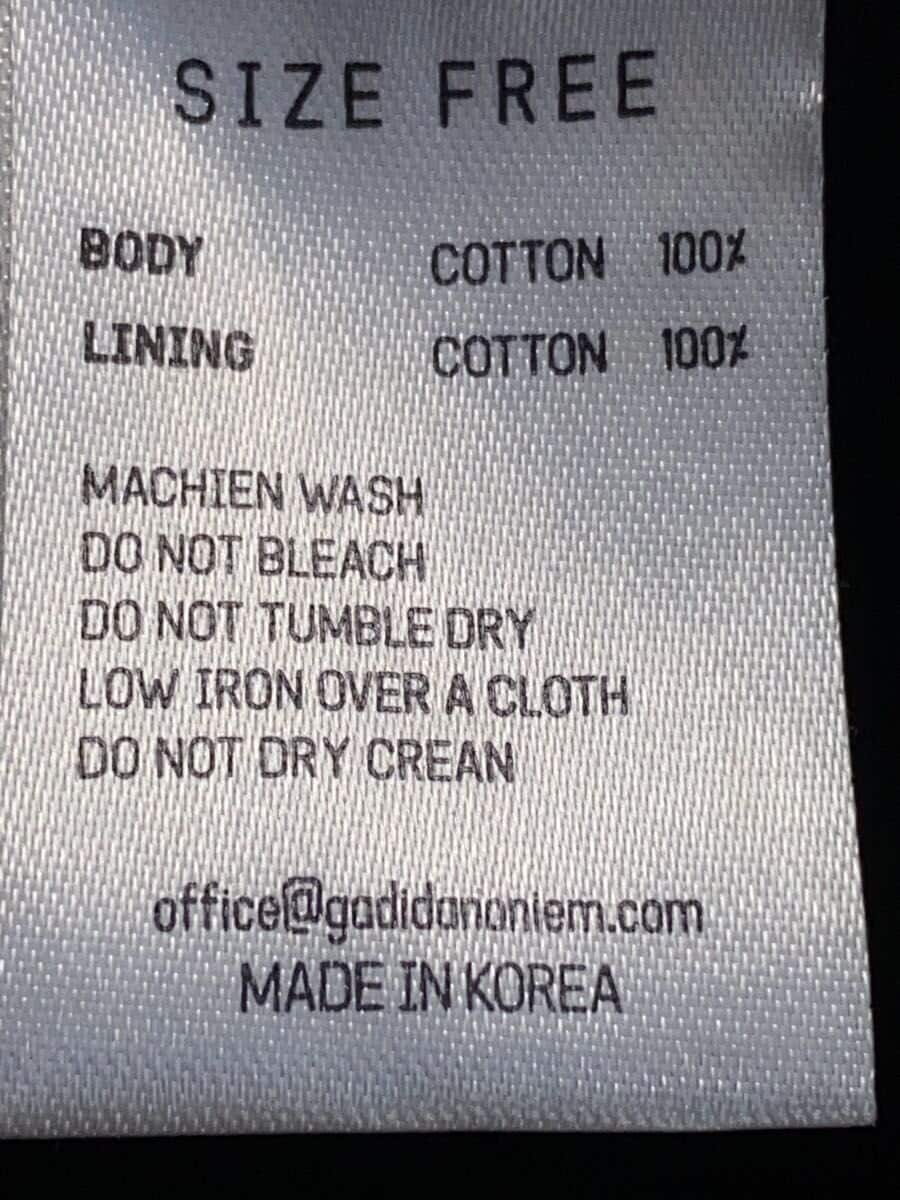 SIZE FREE
BODY COTTON 100%
LINING COTTON 100%
MACHIEN WASH
DO NOT BLEACH
DO NOT TUMBLE DRY
LOW IRON OVER A CLOTH
DO NOT DRY CREAN
office@gadidanoniem.com
MADE IN KOREA